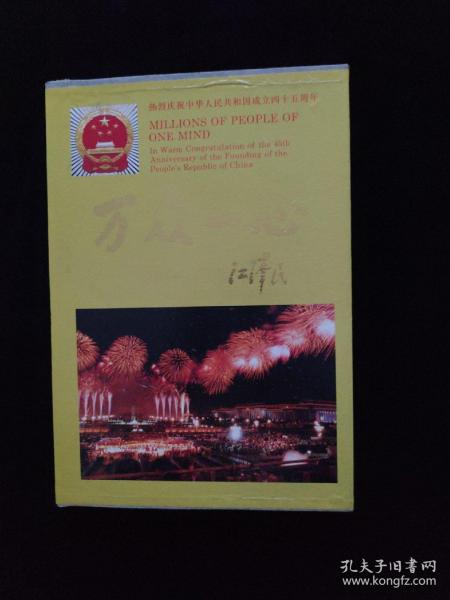 热烈庆祝中华人民共和国成立四十五周年
MILLIONS OF PEOPLE OF
ONE MIND
In Warm Congratulation of the 45th
Anniversary of the Founding of the
People's Republic of China
万众一心
江泽民
孔夫子旧书网
www.kongfz.com